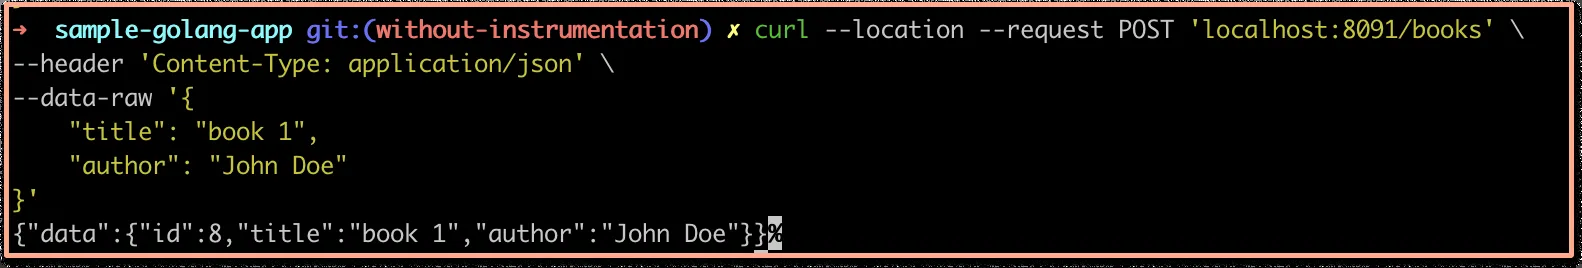 → sample-golang-app git:(without-instrumentation) ✗ curl --location --request POST 'localhost:8091/books' \
--header 'Content-Type: application/json' \
--data-raw '{
    "title": "book 1",
    "author": "John Doe"
}'
{"data":{"id":8,"title":"book 1","author":"John Doe"}}%